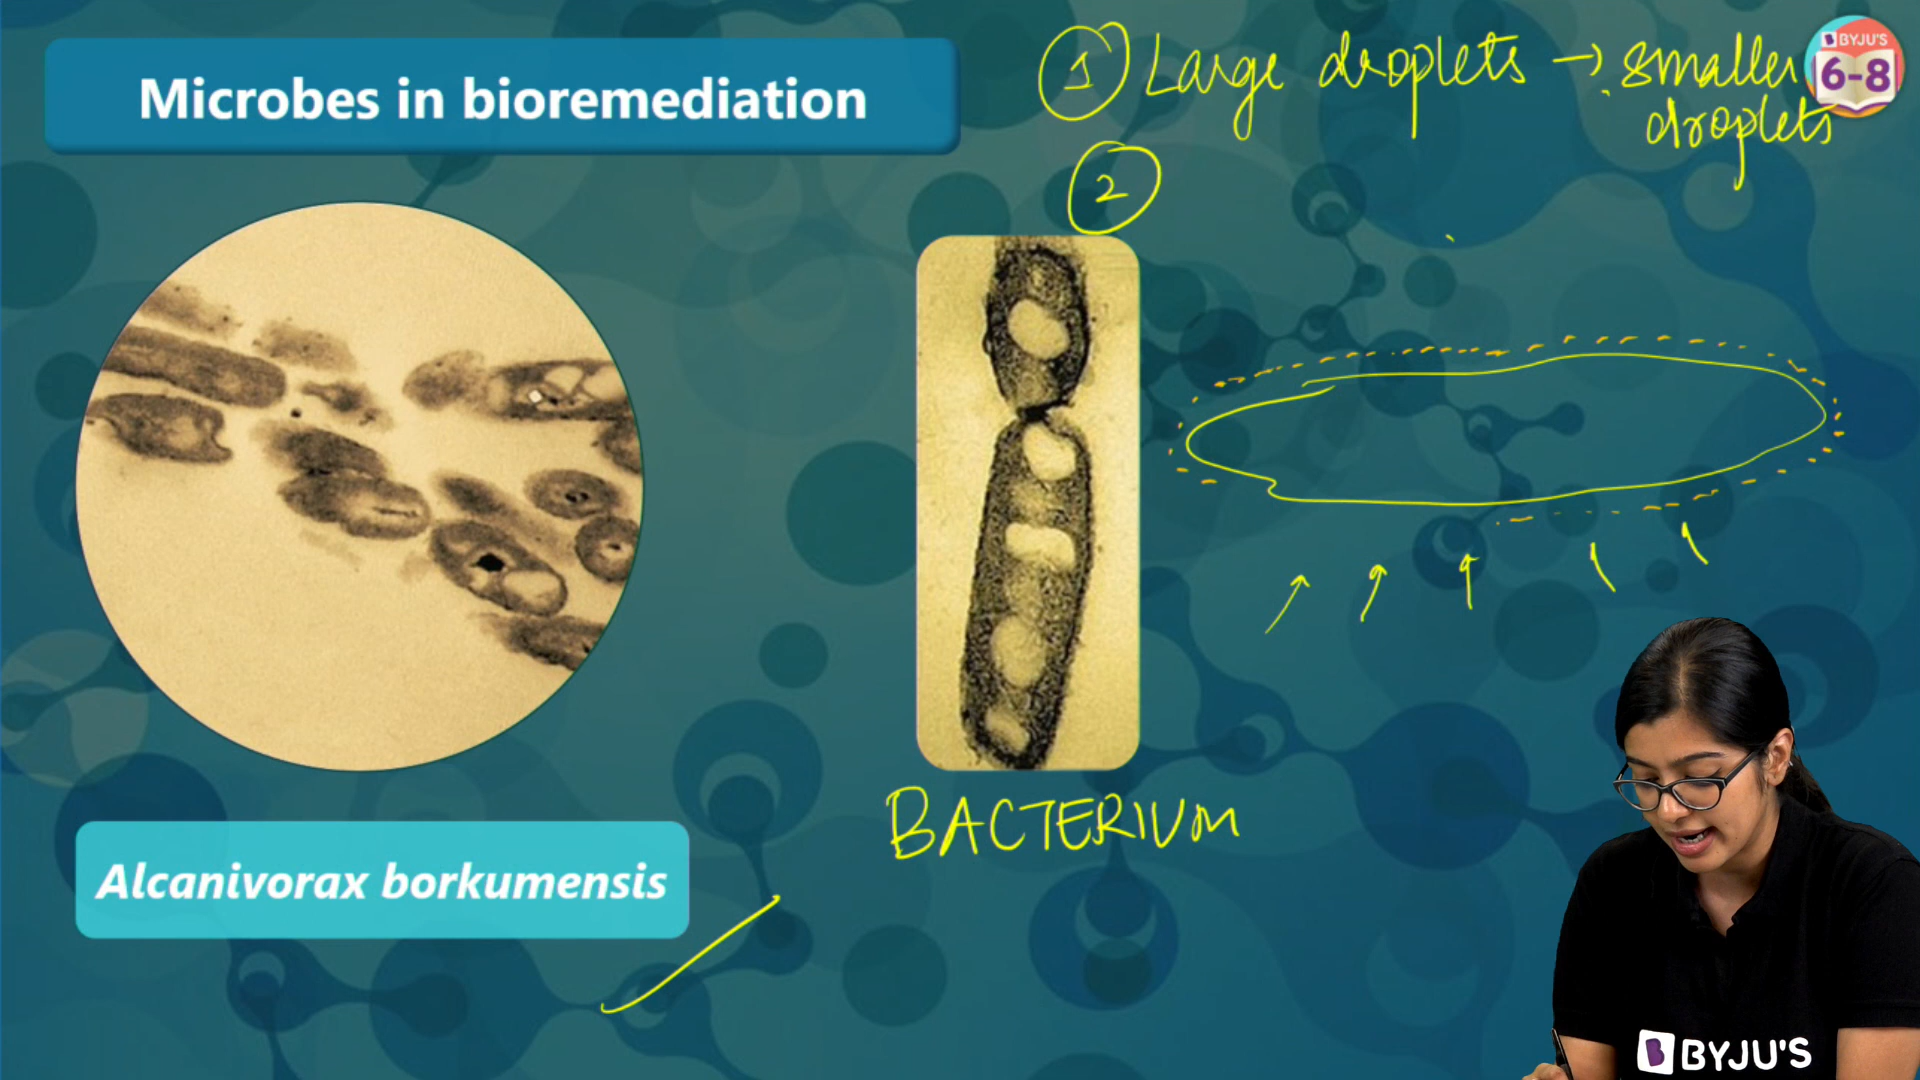 Microbes in bioremediation
① Large droplets → smaller
droplets
②
BYJU'S
6-8
BACTERIUM
Alcanivorax borkumensis
BYJU'S